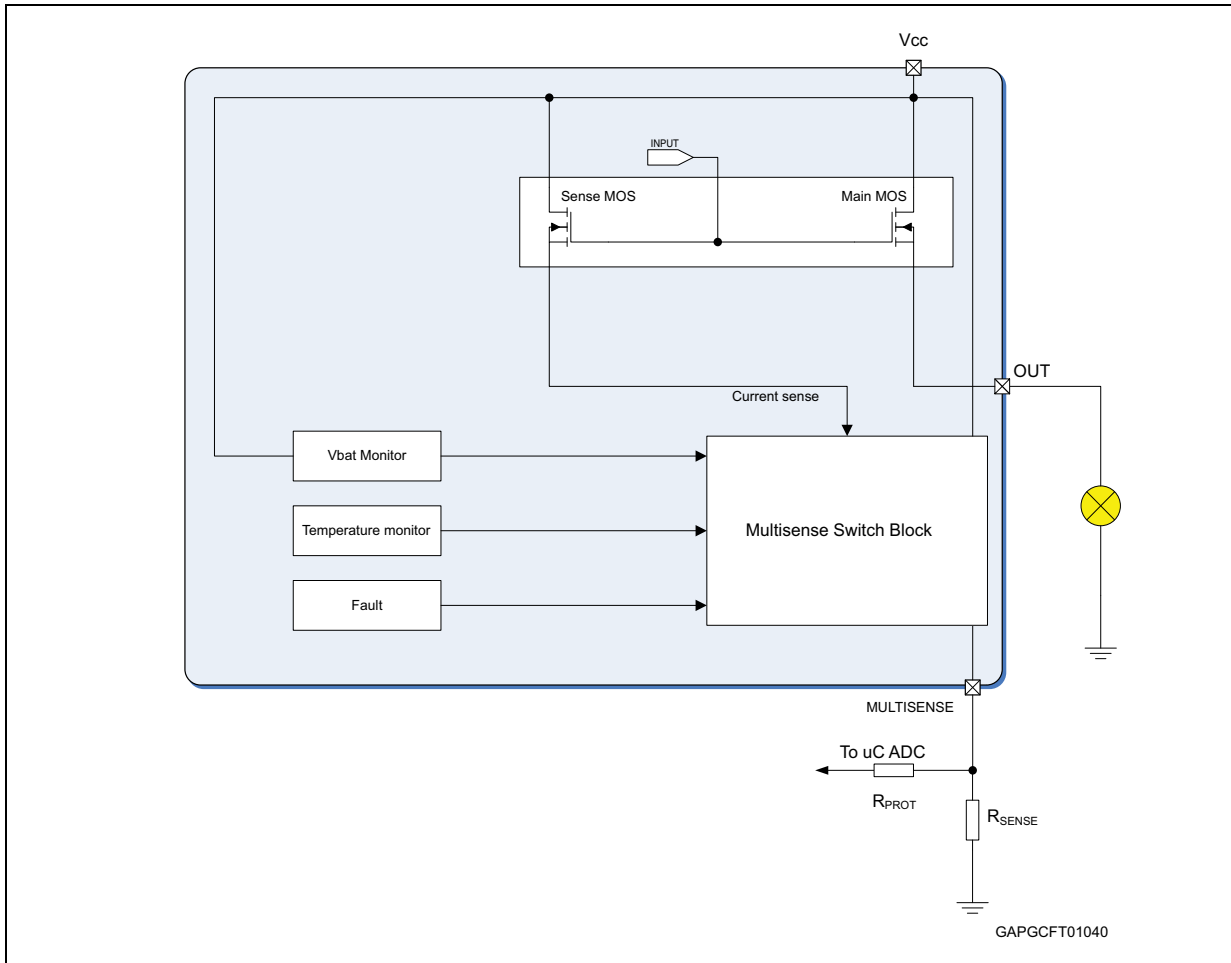 Vcc
INPUT
Sense MOS
Main MOS
OUT
Current sense
Vbat Monitor
Temperature monitor
Multisense Switch Block
Fault
MULTISENSE
To uC ADC
RPROT
RSENSE
GAPGCFT01040